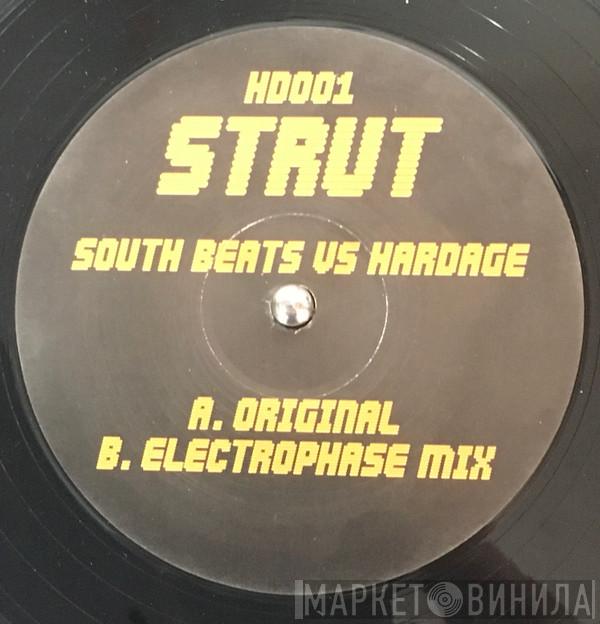 HD001
STRUT
SOUTH BEATS VS HARDAGE
A. ORIGINAL
B. ELECTROPHASE MIX
МАРКЕТ ВИНИЛА